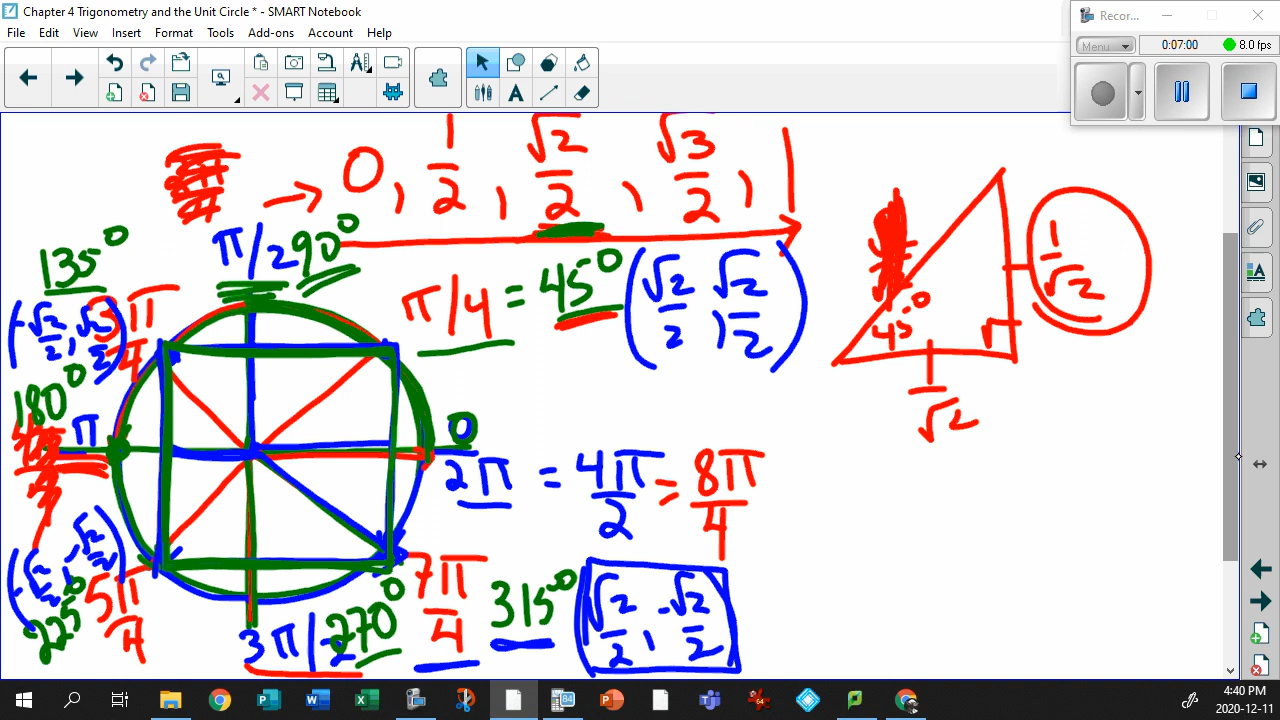 Chapter 4 Trigonometry and the Unit Circle * - SMART Notebook
File Edit View Insert Format Tools Add-ons Account Help
Recor...
Menu
0:07:00
8.0 fps
→ 0, 1/2, √2/2, √3/2, 1
135°
π/2 90°
π/4 = 45° (√2/2, √2/2)
(-√2/2, √2/2) 3π/4
180° π
0
2π = 4π/2 = 8π/4
45°
1/√2
1/√2
225° 5π/4
3π/2 270°
7π/4 315° (√2/2, -√2/2)
4:40 PM
2020-12-11